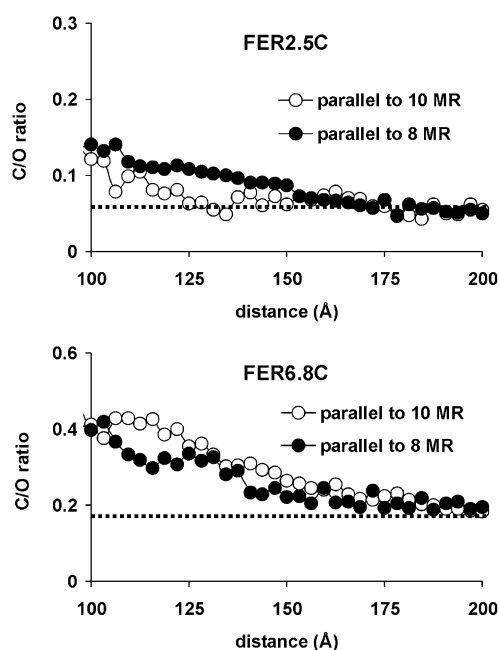 0.3
FER2.5C
0.2
parallel to 10 MR
parallel to 8 MR
C/O ratio
0.1
0
100 125 150 175 200
distance (Å)
0.6
FER6.8C
parallel to 10 MR
0.4
parallel to 8 MR
C/O ratio
0.2
0
100 125 150 175 200
distance (Å)